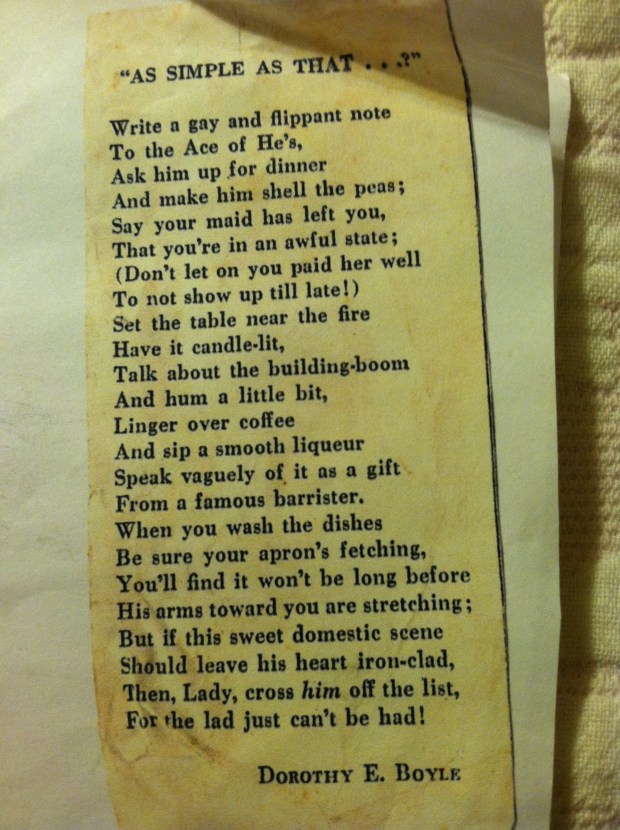 “AS SIMPLE AS THAT . . .?”
Write a gay and flippant note
To the Ace of He's,
Ask him up for dinner
And make him shell the peas;
Say your maid has left you,
That you're in an awful state;
(Don't let on you paid her well
To not show up till late!)
Set the table near the fire
Have it candle-lit,
Talk about the building-boom
And hum a little bit,
Linger over coffee
And sip a smooth liqueur
Speak vaguely of it as a gift
From a famous barrister.
When you wash the dishes
Be sure your apron's fetching,
You'll find it won't be long before
His arms toward you are stretching;
But if this sweet domestic scene
Should leave his heart iron-clad,
Then, Lady, cross him off the list,
For the lad just can't be had!
DOROTHY E. BOYLE